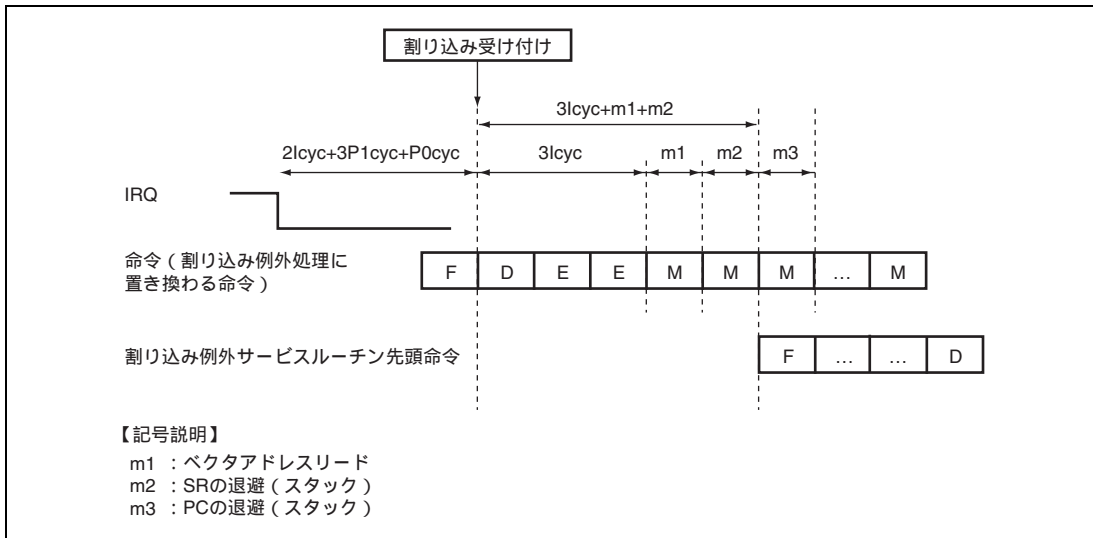 割り込み受け付け
3Icyc+m1+m2
2Icyc+3P1cyc+P0cyc 3Icyc m1 m2 m3
IRQ
命令(割り込み例外処理に
置き換わる命令)
F D E E M M M … M
割り込み例外サービスルーチン先頭命令
F … … D
【記号説明】
m1 :ベクタアドレスリード
m2 :SRの退避(スタック)
m3 :PCの退避(スタック)